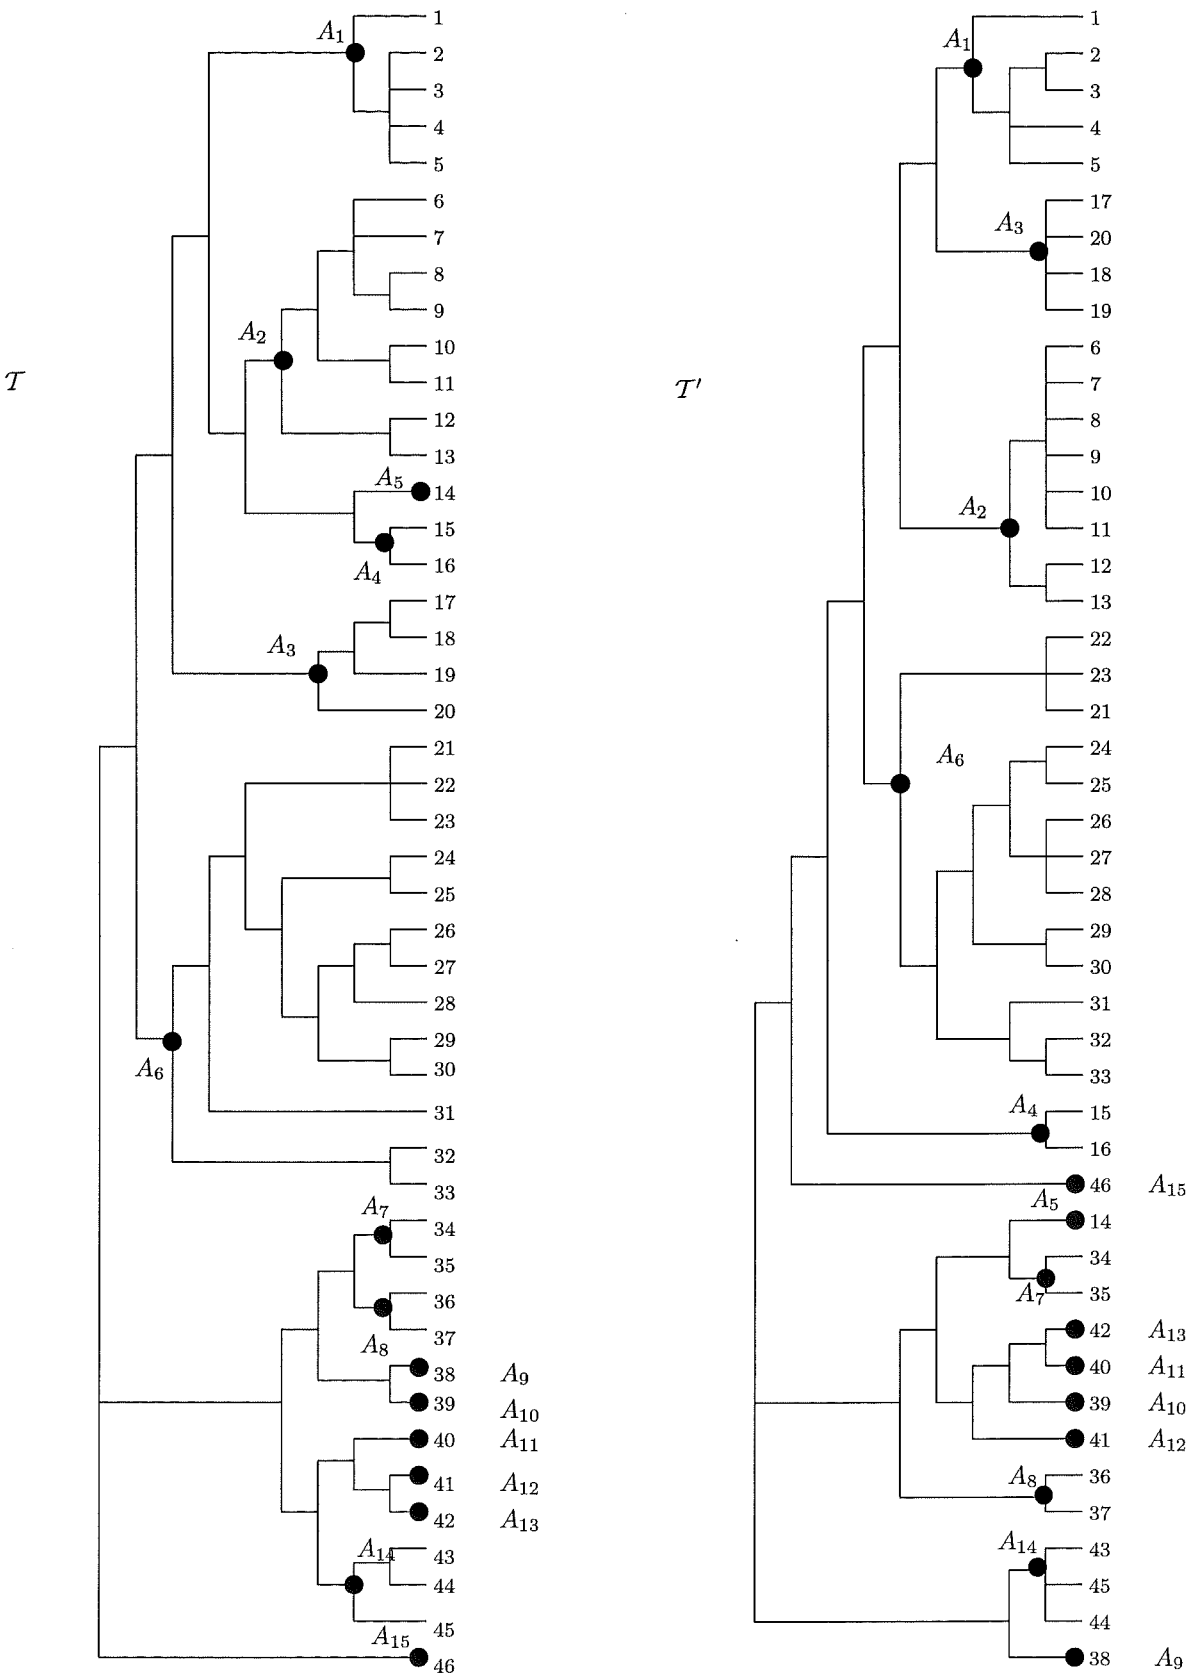 A₁
1
2
3
4
5
6
7
8
9
A₂
10
11
𝒯
12
13
A₅
14
15
16
A₄
17
18
A₃
19
20
21
22
23
24
25
26
27
28
29
30
A₆
31
32
33
A₇
34
35
36
37
A₈
38 A₉
39 A₁₀
40 A₁₁
41 A₁₂
42 A₁₃
A₁₄
43
44
45
A₁₅
46
1
A₁
2
3
4
5
17
A₃
20
18
19
6
7
𝒯′
8
9
10
A₂
11
12
13
22
23
21
24
A₆
25
26
27
28
29
30
31
32
33
A₄
15
16
46 A₁₅
A₅
14
34
A₇
35
42 A₁₃
40 A₁₁
39 A₁₀
41 A₁₂
A₈
36
37
A₁₄
43
45
44
38 A₉